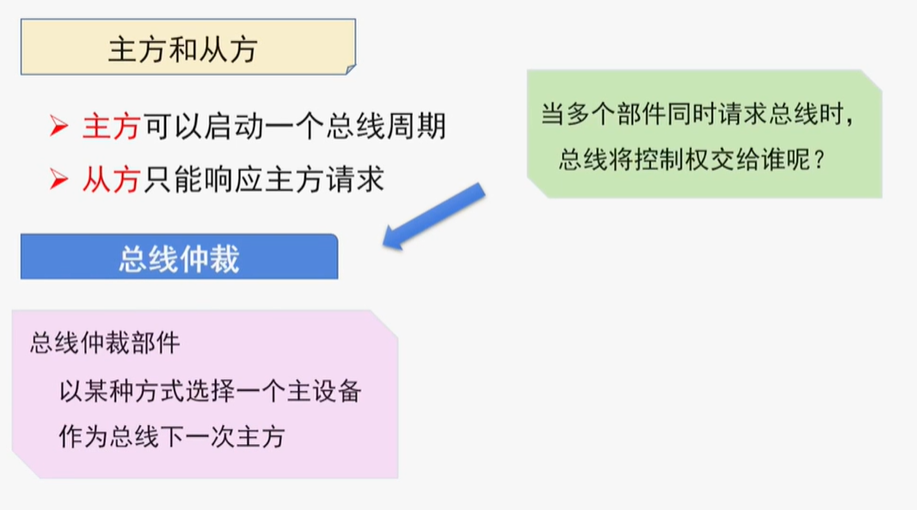 主方和从方
主方可以启动一个总线周期
从方只能响应主方请求
当多个部件同时请求总线时，
总线将控制权交给谁呢？
总线仲裁
总线仲裁部件
以某种方式选择一个主设备
作为总线下一次主方